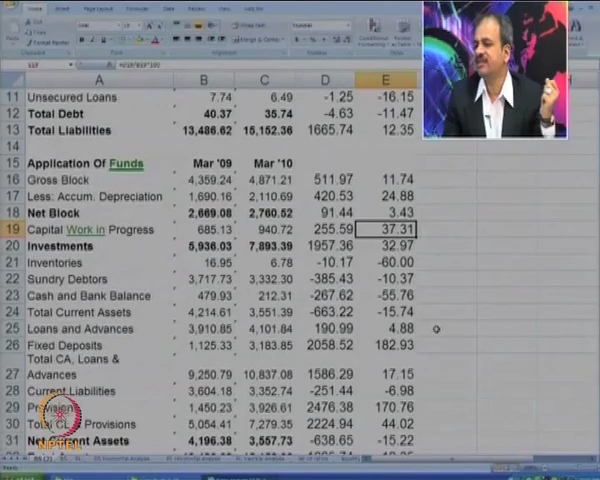 Home
A B C D E
11 Unsecured Loans 7.74 6.49 -1.25 -16.15
12 Total Debt 40.37 35.74 -4.63 -11.47
13 Total Liabilities 13,486.62 15,152.36 1665.74 12.35
14
15 Application Of Funds Mar '09 Mar '10
16 Gross Block 4,359.24 4,871.21 511.97 11.74
17 Less: Accum. Depreciation 1,690.16 2,110.69 420.53 24.88
18 Net Block 2,669.08 2,760.52 91.44 3.43
19 Capital Work in Progress 685.13 940.72 255.59 37.31
20 Investments 5,936.03 7,893.39 1957.36 32.97
21 Inventories 16.95 6.78 -10.17 -60.00
22 Sundry Debtors 3,717.73 3,332.30 -385.43 -10.37
23 Cash and Bank Balance 479.93 212.31 -267.62 -55.76
24 Total Current Assets 4,214.61 3,551.39 -663.22 -15.74
25 Loans and Advances 3,910.85 4,101.84 190.99 4.88
26 Fixed Deposits 1,125.33 3,183.85 2058.52 182.93
Total CA, Loans &
27 Advances 9,250.79 10,837.08 1586.29 17.15
28 Current Liabilities 3,604.18 3,352.74 -251.44 -6.98
29 Provisions 1,450.23 3,926.61 2476.38 170.76
30 Total CL & Provisions 5,054.41 7,279.35 2224.94 44.02
31 Net Current Assets 4,196.38 3,557.73 -638.65 -15.22
NPTEL